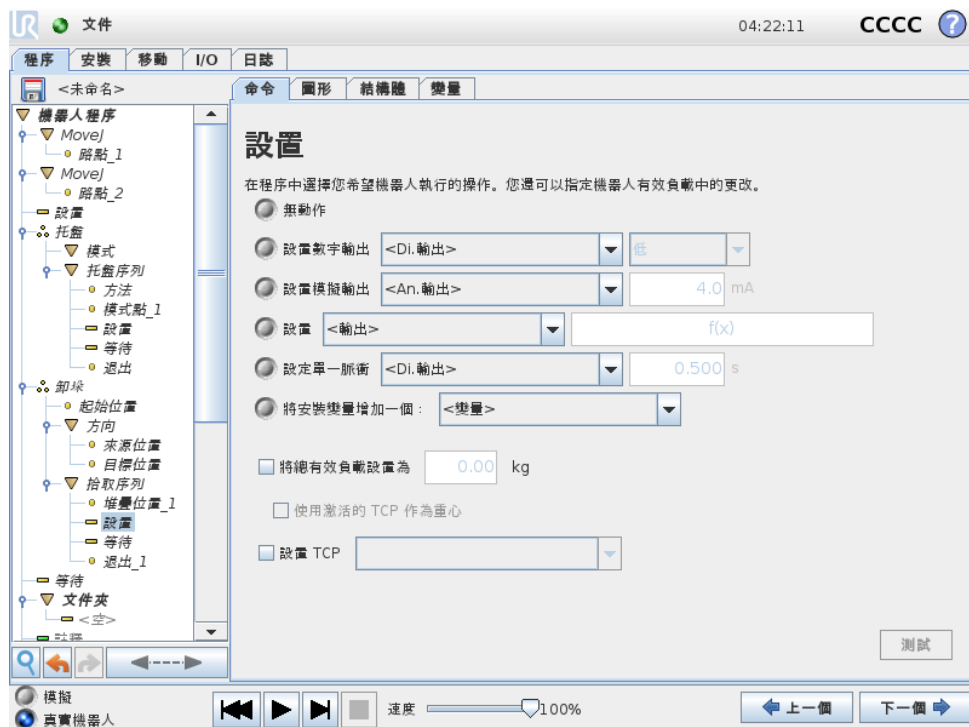 UR 文件 04:22:11 CCCC ?
程序 安裝 移動 I/O 日誌
<未命名>
命令 圖形 結構體 變量
機器人程序
MoveJ
路點_1
MoveJ
路點_2
設置
托盤
模式
托盤序列
方法
模式點_1
設置
等待
退出
卸垛
起始位置
方向
來源位置
目標位置
拾取序列
堆疊位置_1
設置
等待
退出_1
等待
文件夾
<空>
註釋
設置
在程序中選擇您希望機器人執行的操作。您還可以指定機器人有效負載中的更改。
無動作
設置數字輸出 <Di.輸出> 低
設置模擬輸出 <An.輸出> 4.0 mA
設置 <輸出> f(x)
設定單一脈衝 <Di.輸出> 0.500 s
將安裝變量增加一個： <變量>
將總有效負載設置為 0.00 kg
使用激活的 TCP 作為重心
設置 TCP
測試
模擬
真實機器人
速度 100%
上一個 下一個